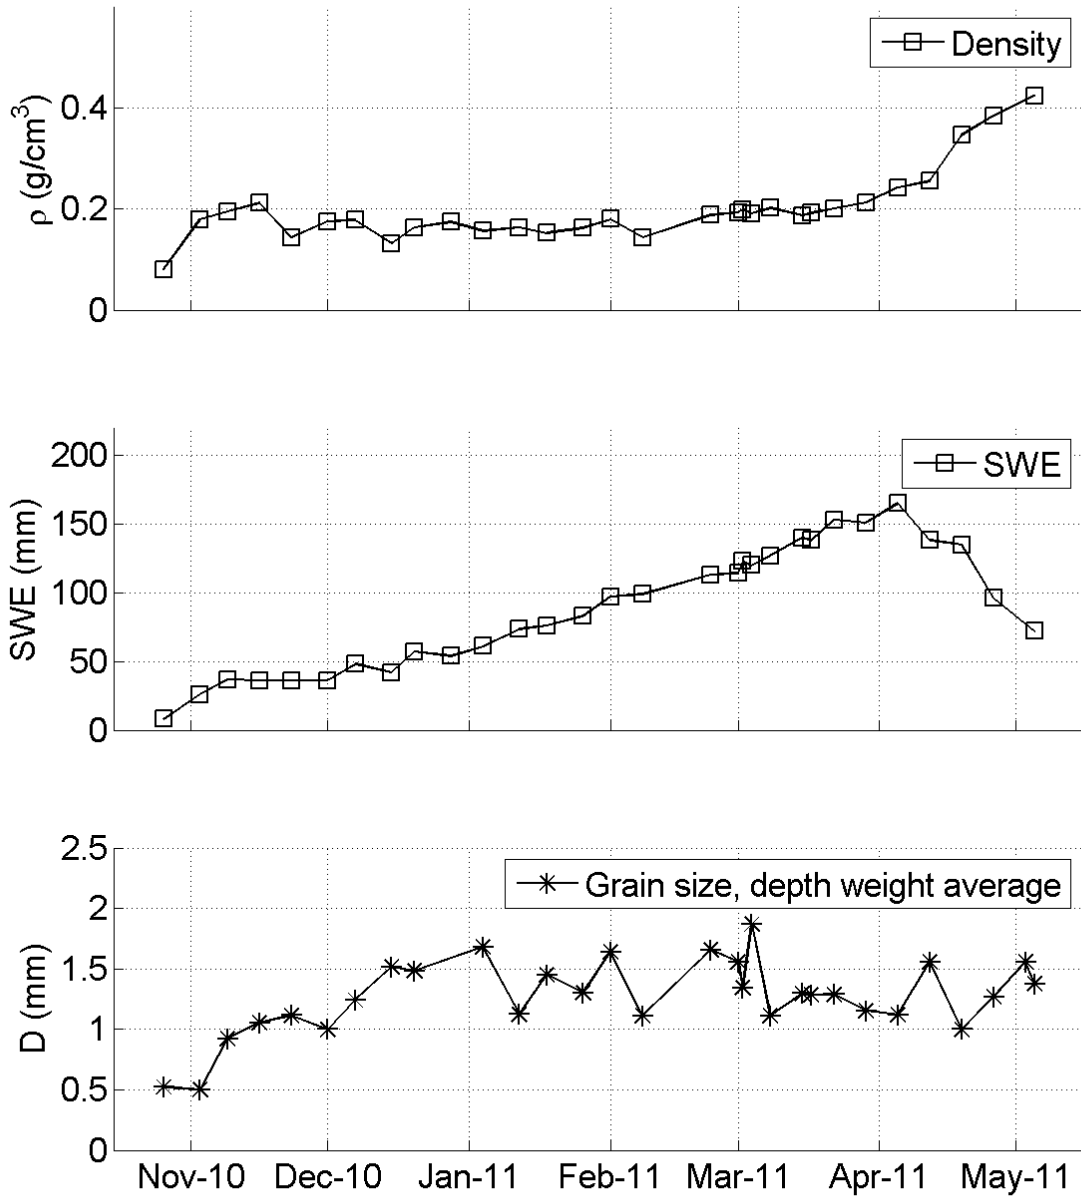 Density
ρ (g/cm³)
0.4
0.2
0
SWE
SWE (mm)
200
150
100
50
0
Grain size, depth weight average
D (mm)
2.5
2
1.5
1
0.5
0
Nov-10 Dec-10 Jan-11 Feb-11 Mar-11 Apr-11 May-11